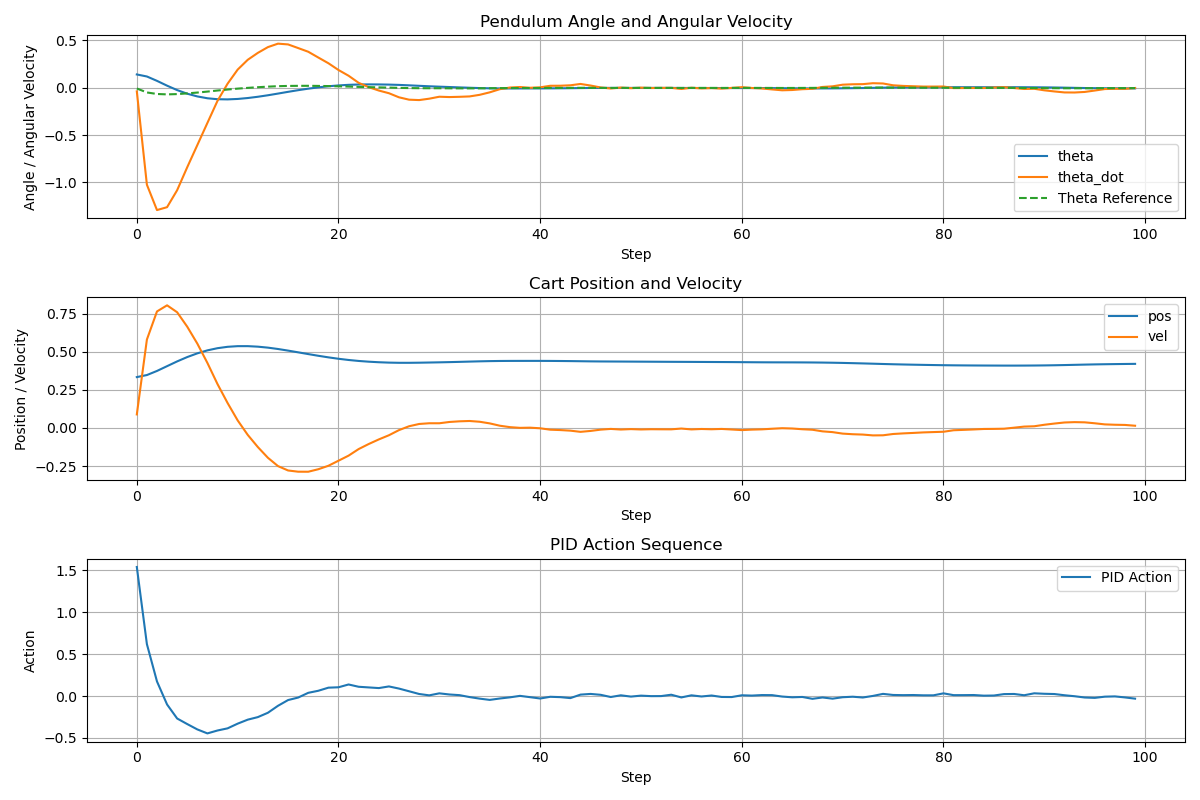 Pendulum Angle and Angular Velocity
Angle / Angular Velocity
0.5
0.0
−0.5
−1.0
theta
theta_dot
Theta Reference
0 20 40 60 80 100
Step
Cart Position and Velocity
Position / Velocity
0.75
0.50
0.25
0.00
−0.25
pos
vel
0 20 40 60 80 100
Step
PID Action Sequence
Action
1.5
1.0
0.5
0.0
−0.5
PID Action
0 20 40 60 80 100
Step